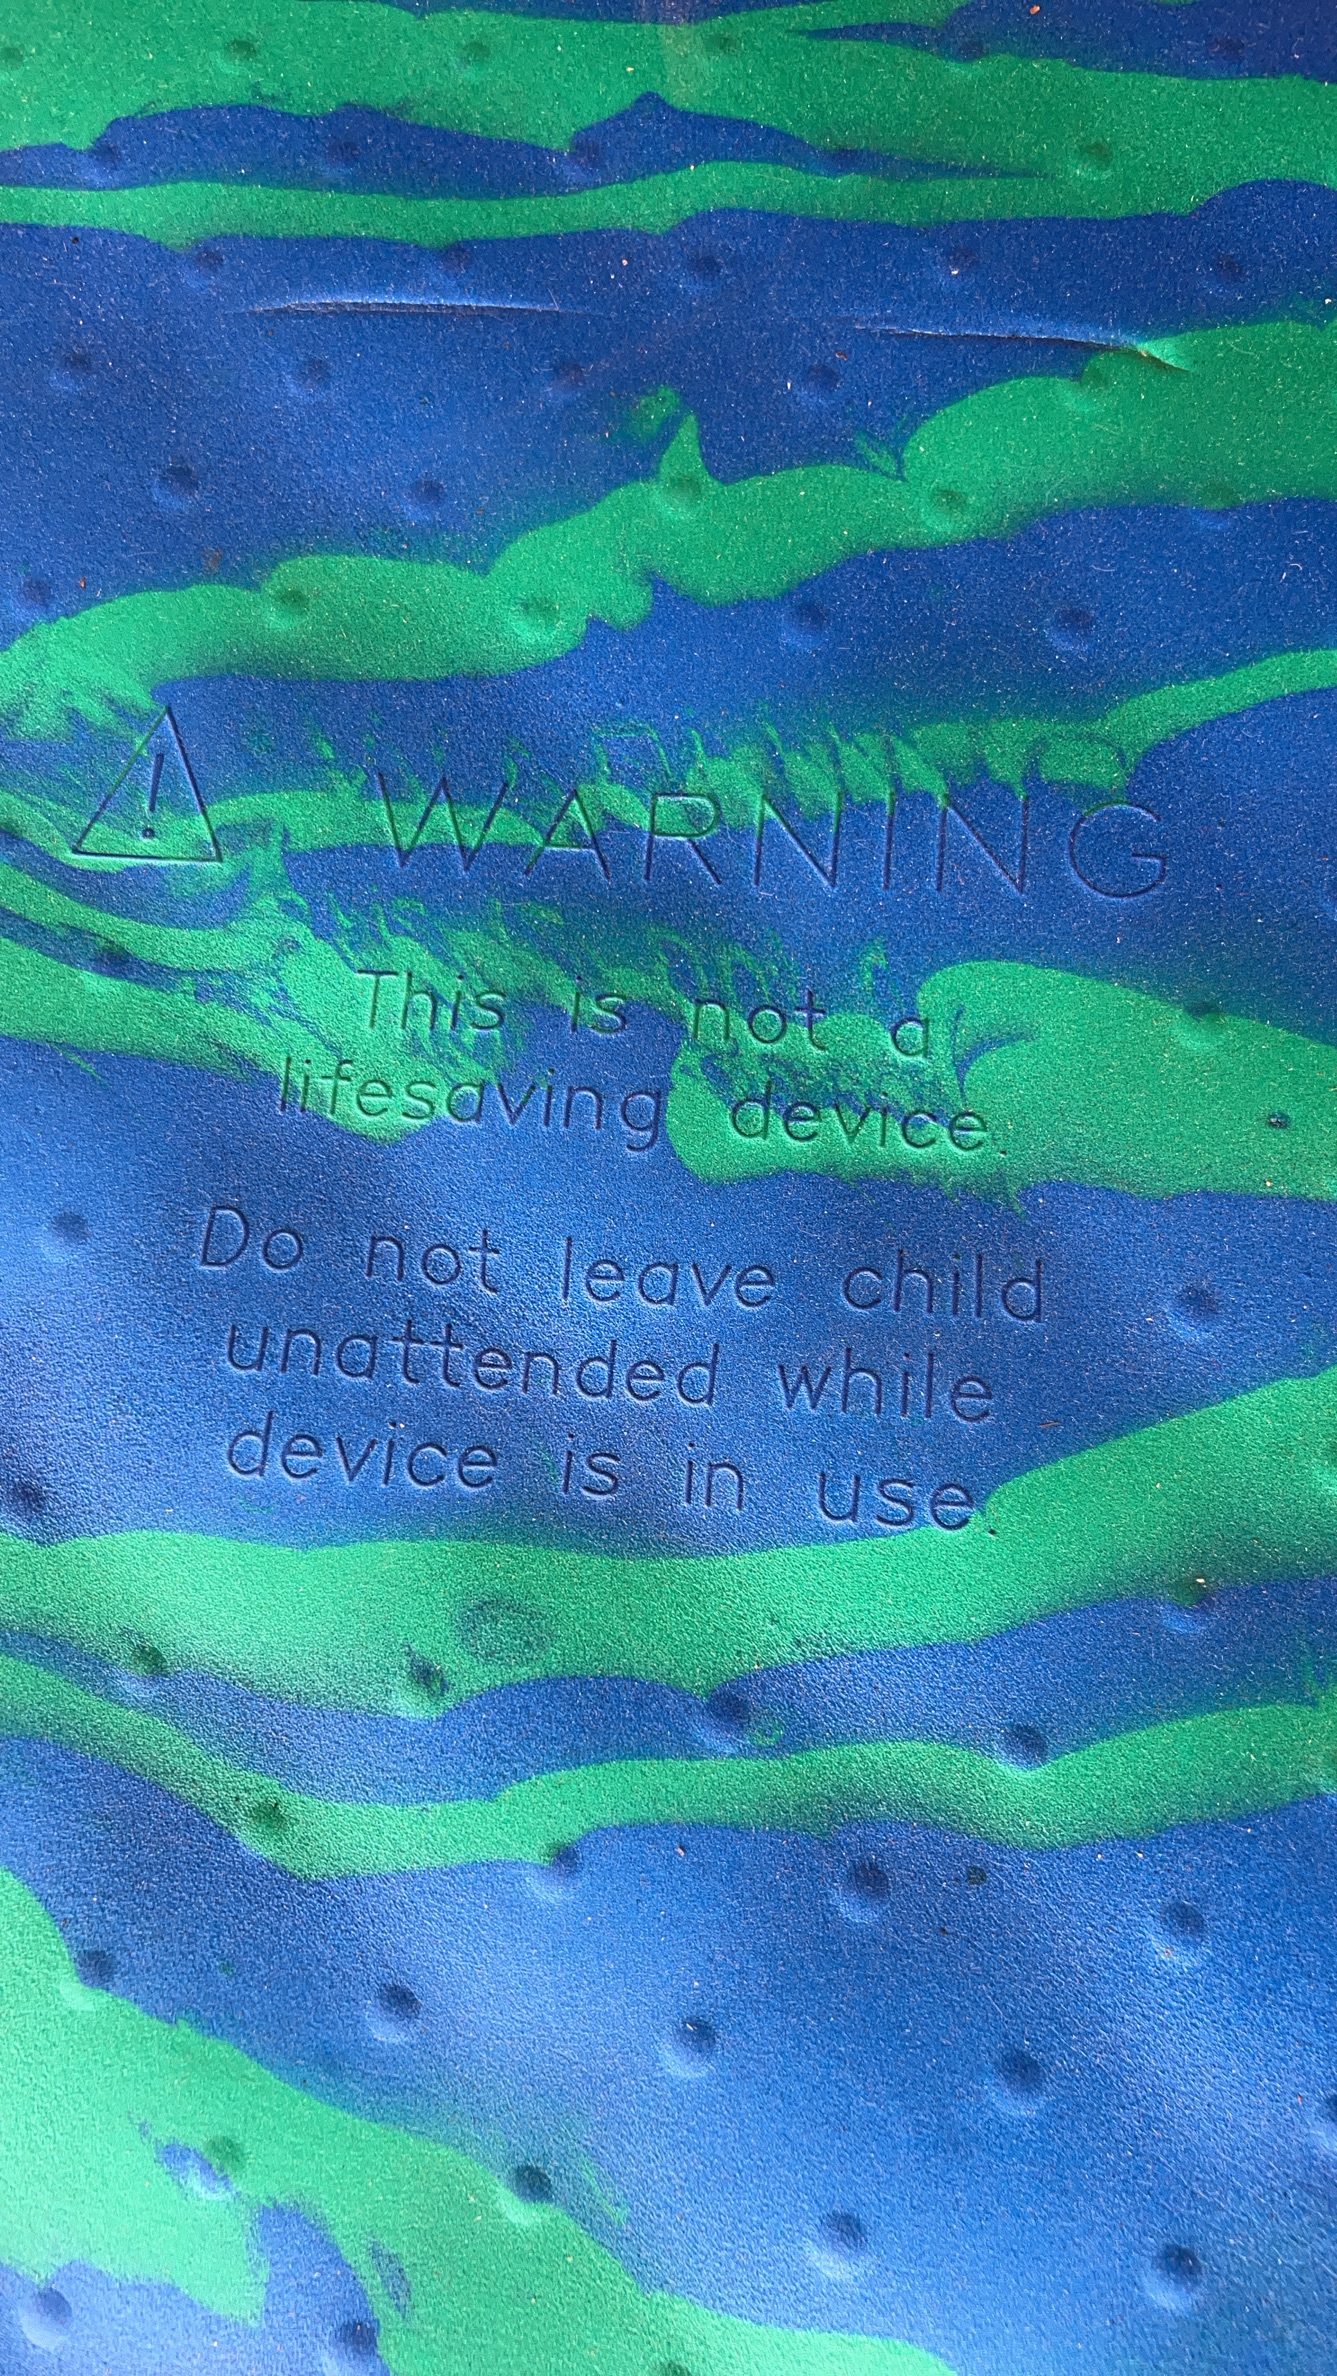 WARNING
This is not a
lifesaving device.
Do not leave child
unattended while
device is in use.